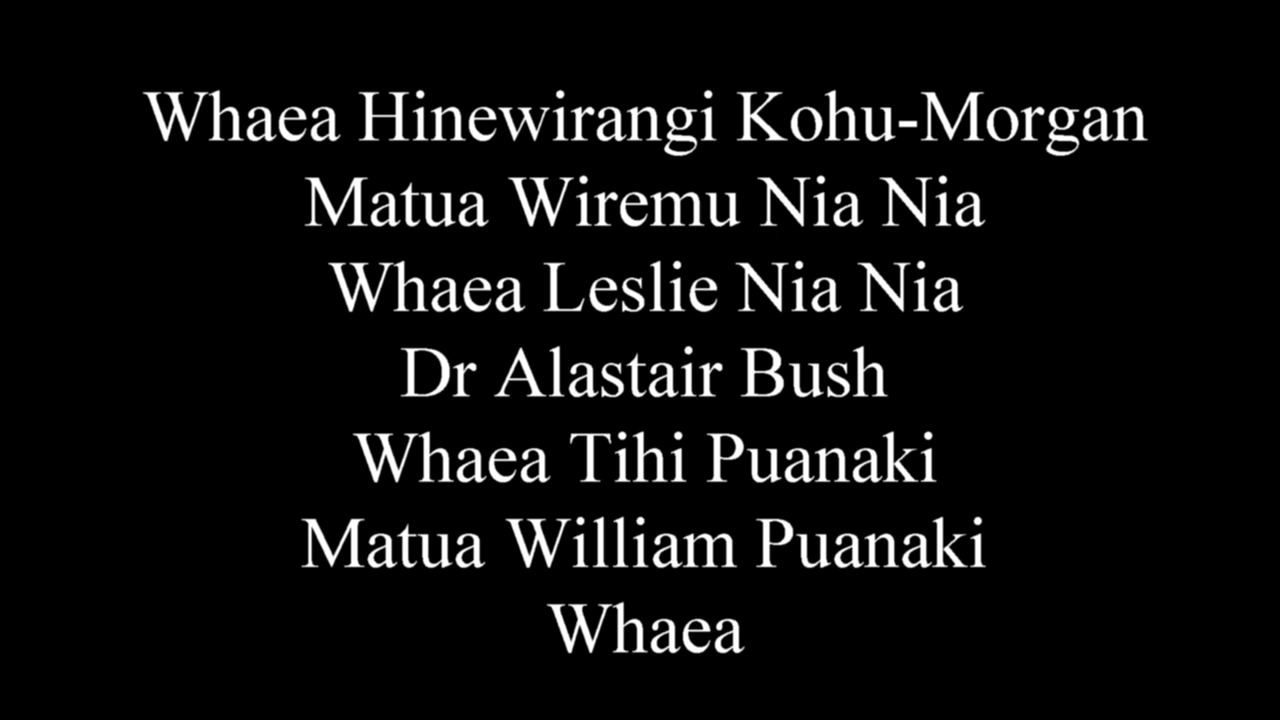 Whaea Hinewirangi Kohu-Morgan
Matua Wiremu Nia Nia
Whaea Leslie Nia Nia
Dr Alastair Bush
Whaea Tihi Puanaki
Matua William Puanaki
Whaea